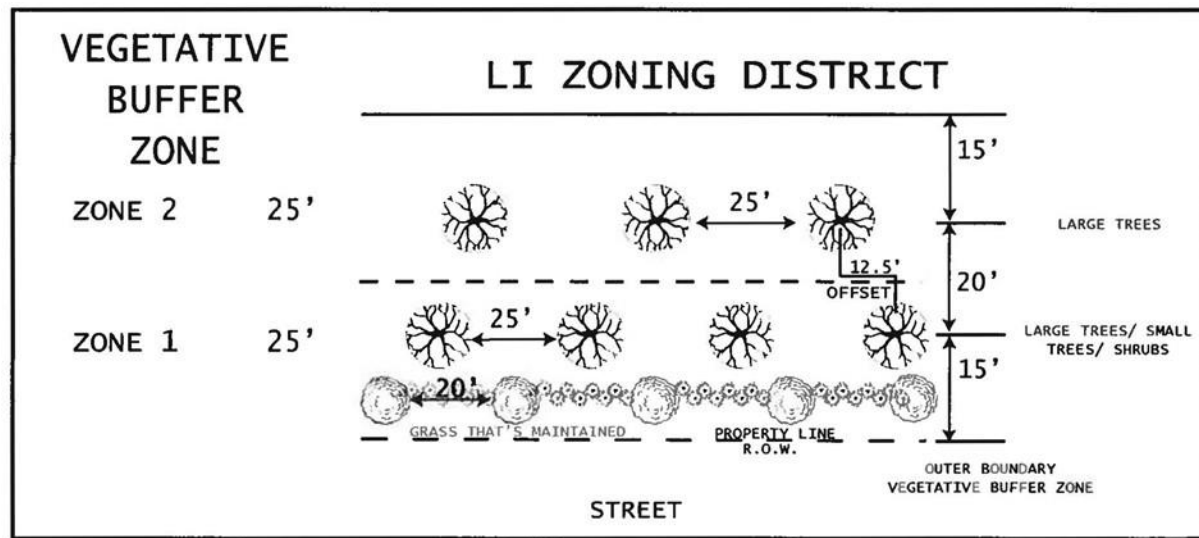 VEGETATIVE
BUFFER
ZONE
LI ZONING DISTRICT
15'
ZONE 2 25'
25'
LARGE TREES
12.5'
OFFSET
20'
ZONE 1 25'
25'
LARGE TREES/ SMALL
TREES/ SHRUBS
15'
20'
GRASS THAT'S MAINTAINED
PROPERTY LINE
R.O.W.
OUTER BOUNDARY
VEGETATIVE BUFFER ZONE
STREET